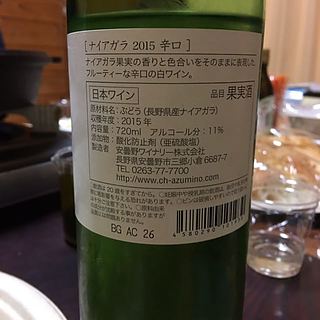 [ナイアガラ 2015 辛口]
ナイアガラ果実の香りと色合いをそのままに表現した
フルーティーな辛口の白ワイン。
日本ワイン
品目 果実酒
原材料名：ぶどう（長野県産ナイアガラ）
収穫年度：2015年
内容量：720ml アルコール分：11%
添加物：酸化防止剤（亜硫酸塩）
安曇野ワイナリー株式会社
長野県安曇野市三郷小倉 6687-7
TEL 0263-77-7700
http://www.ch-azumino.com
BG AC 26